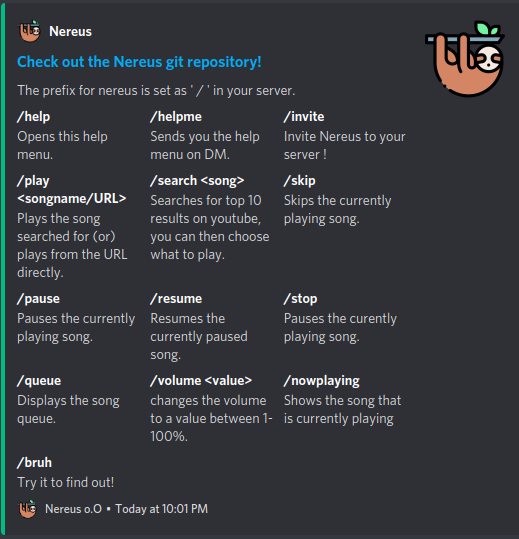 Nereus
Check out the Nereus git repository!
The prefix for nereus is set as ' / ' in your server.
/help
Opens this help
menu.
/helpme
Sends you the help
menu on DM.
/invite
Invite Nereus to your
server !
/play
<songname/URL>
Plays the song
searched for (or)
plays from the URL
directly.
/search <song>
Searches for top 10
results on youtube,
you can then choose
what to play.
/skip
Skips the currently
playing song.
/pause
Pauses the currently
playing song.
/resume
Resumes the
currently paused
song.
/stop
Pauses the curently
playing song.
/queue
Displays the song
queue.
/volume <value>
changes the volume
to a value between 1-
100%.
/nowplaying
Shows the song that
is currently playing
/bruh
Try it to find out!
Nereus o.O • Today at 10:01 PM